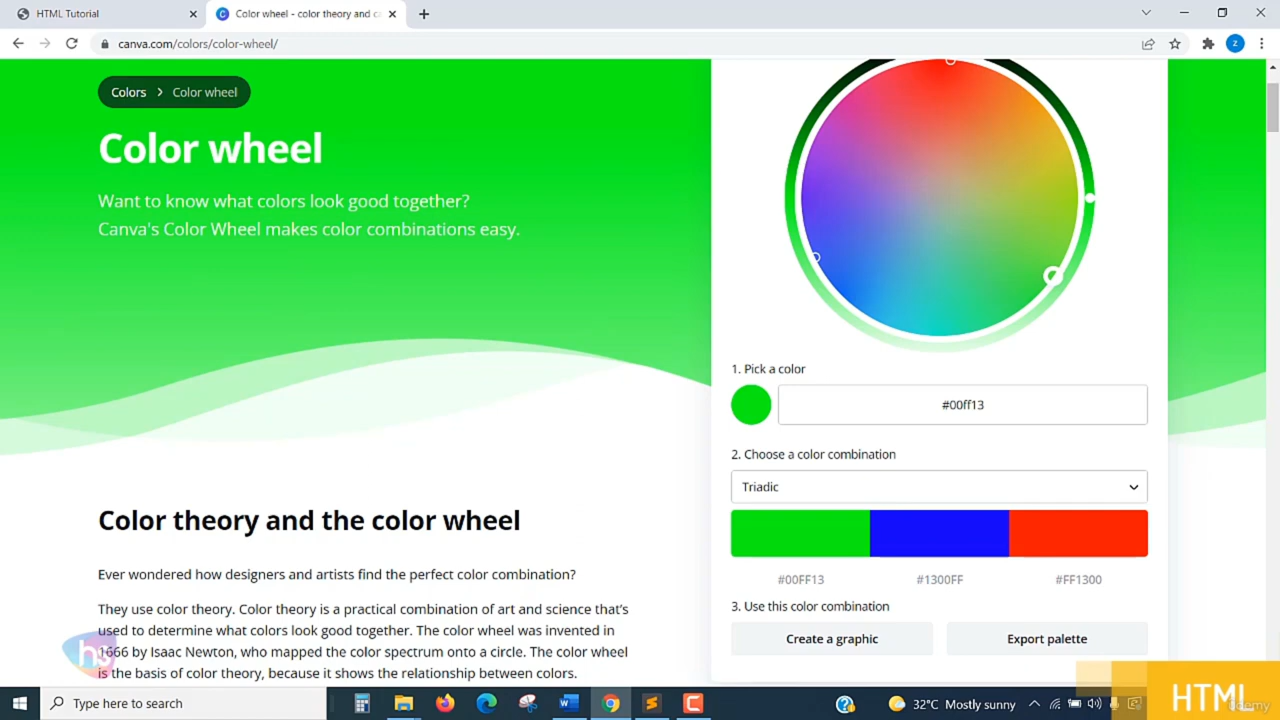 HTML Tutorial
Color wheel - color theory and ca
canva.com/colors/color-wheel/
z
Colors > Color wheel
Color wheel
Want to know what colors look good together?
Canva's Color Wheel makes color combinations easy.
1. Pick a color
#00ff13
2. Choose a color combination
Triadic
#00FF13
#1300FF
#FF1300
3. Use this color combination
Create a graphic
Export palette
Color theory and the color wheel
Ever wondered how designers and artists find the perfect color combination?
They use color theory. Color theory is a practical combination of art and science that's
used to determine what colors look good together. The color wheel was invented in
1666 by Isaac Newton, who mapped the color spectrum onto a circle. The color wheel
is the basis of color theory, because it shows the relationship between colors.
hs
Type here to search
32°C Mostly sunny
HTML
Udemy